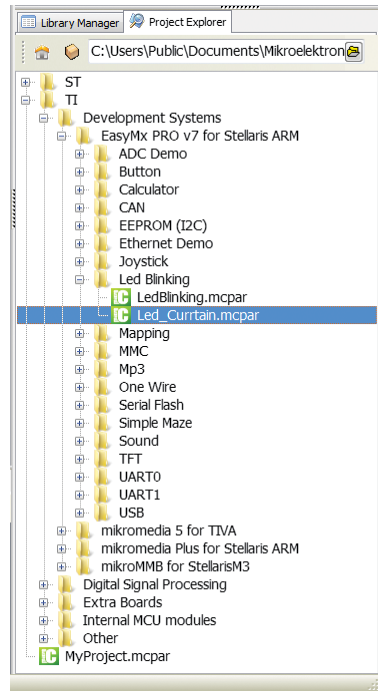 Library Manager Project Explorer
C:\Users\Public\Documents\Mikroelektron
ST
TI
Development Systems
EasyMx PRO v7 for Stellaris ARM
ADC Demo
Button
Calculator
CAN
EEPROM (I2C)
Ethernet Demo
Joystick
Led Blinking
LedBlinking.mcpar
Led_Currtain.mcpar
Mapping
MMC
Mp3
One Wire
Serial Flash
Simple Maze
Sound
TFT
UART0
UART1
USB
mikromedia 5 for TIVA
mikromedia Plus for Stellaris ARM
mikroMMB for StellarisM3
Digital Signal Processing
Extra Boards
Internal MCU modules
Other
MyProject.mcpar